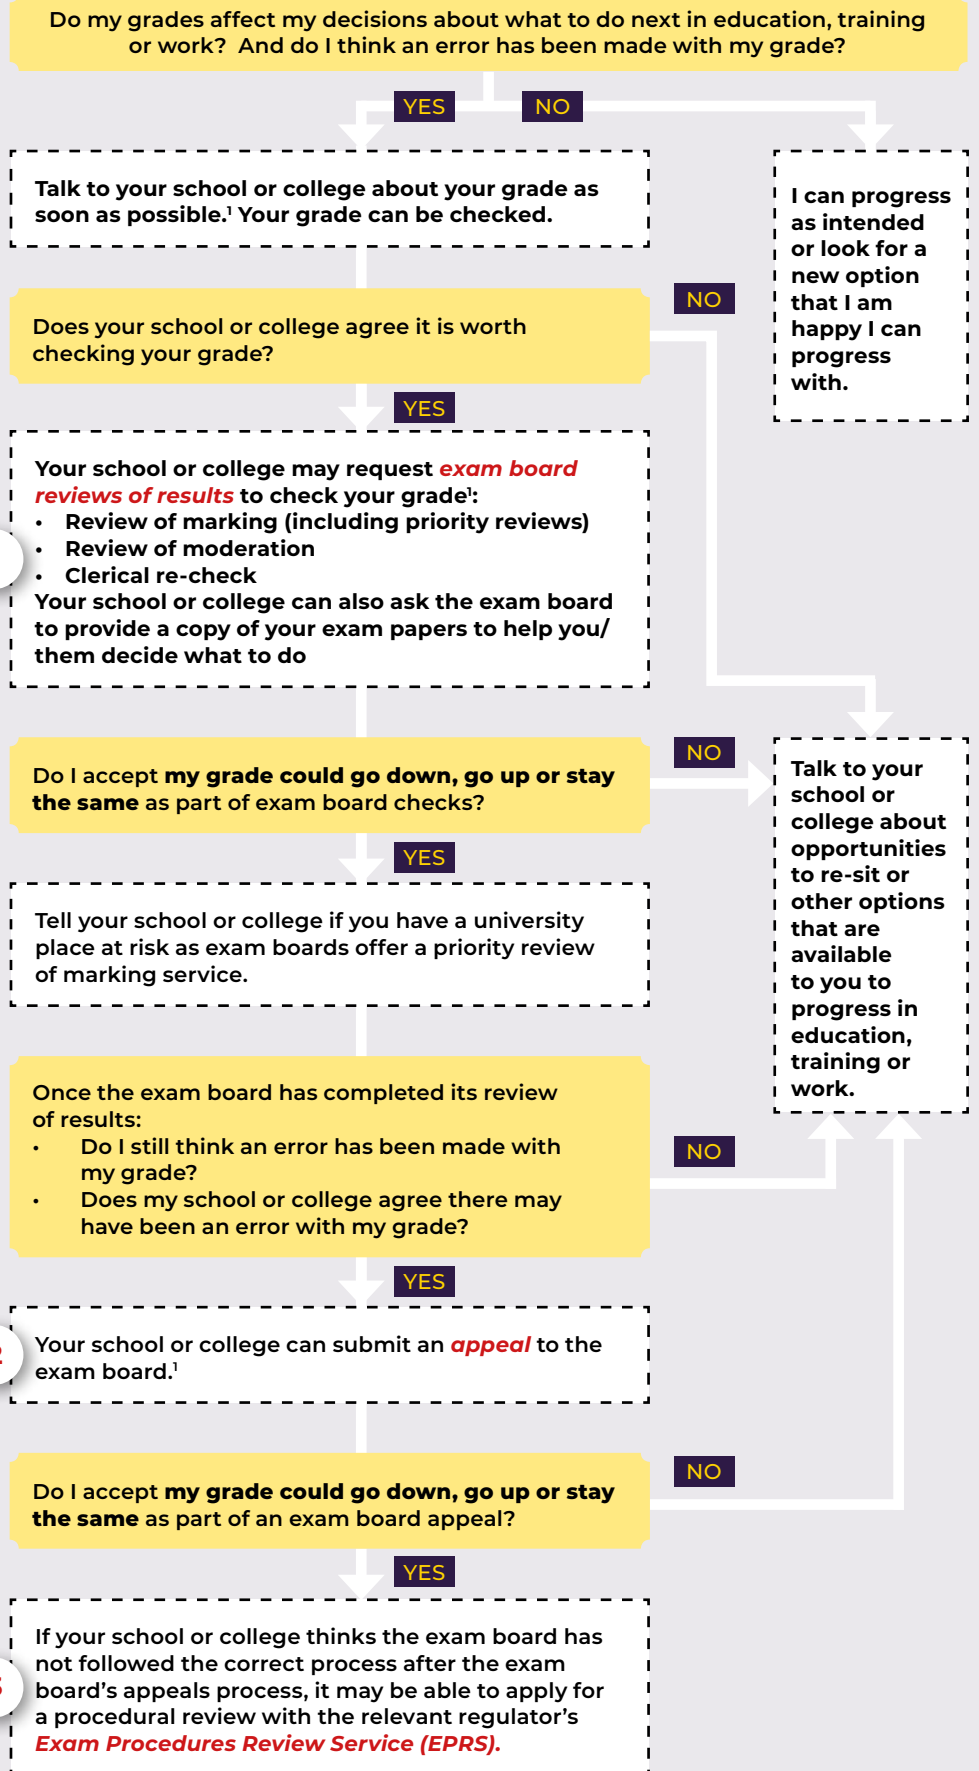 Do my grades affect my decisions about what to do next in education, training
or work? And do I think an error has been made with my grade?
YES
NO
Talk to your school or college about your grade as
soon as possible.¹ Your grade can be checked.
I can progress
as intended
or look for a
new option
that I am
happy I can
progress
with.
Does your school or college agree it is worth
checking your grade?
NO
YES
Your school or college may request exam board
reviews of results to check your grade¹:
• Review of marking (including priority reviews)
• Review of moderation
• Clerical re-check
Your school or college can also ask the exam board
to provide a copy of your exam papers to help you/
them decide what to do
Do I accept my grade could go down, go up or stay
the same as part of exam board checks?
NO
YES
Talk to your
school or
college about
opportunities
to re-sit or
other options
that are
available
to you to
progress in
education,
training or
work.
Tell your school or college if you have a university
place at risk as exam boards offer a priority review
of marking service.
Once the exam board has completed its review
of results:
• Do I still think an error has been made with
my grade?
• Does my school or college agree there may
have been an error with my grade?
NO
YES
2
Your school or college can submit an appeal to the
exam board.¹
Do I accept my grade could go down, go up or stay
the same as part of an exam board appeal?
NO
YES
3
If your school or college thinks the exam board has
not followed the correct process after the exam
board's appeals process, it may be able to apply for
a procedural review with the relevant regulator's
Exam Procedures Review Service (EPRS).